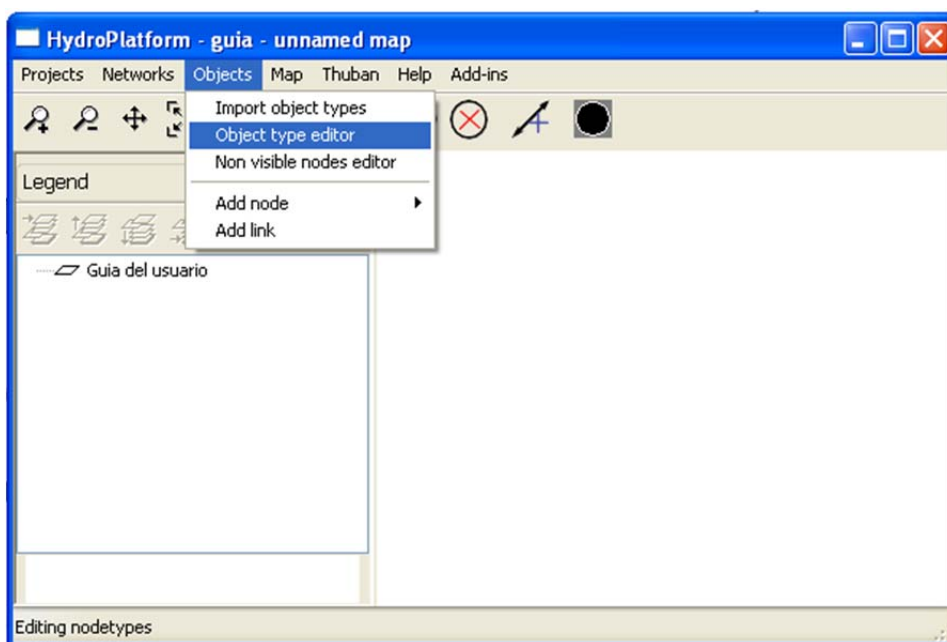 HydroPlatform - guia - unnamed map
Projects Networks Objects Map Thuban Help Add-ins
Import object types
Object type editor
Non visible nodes editor
Add node
Add link
Legend
Guia del usuario
Editing nodetypes